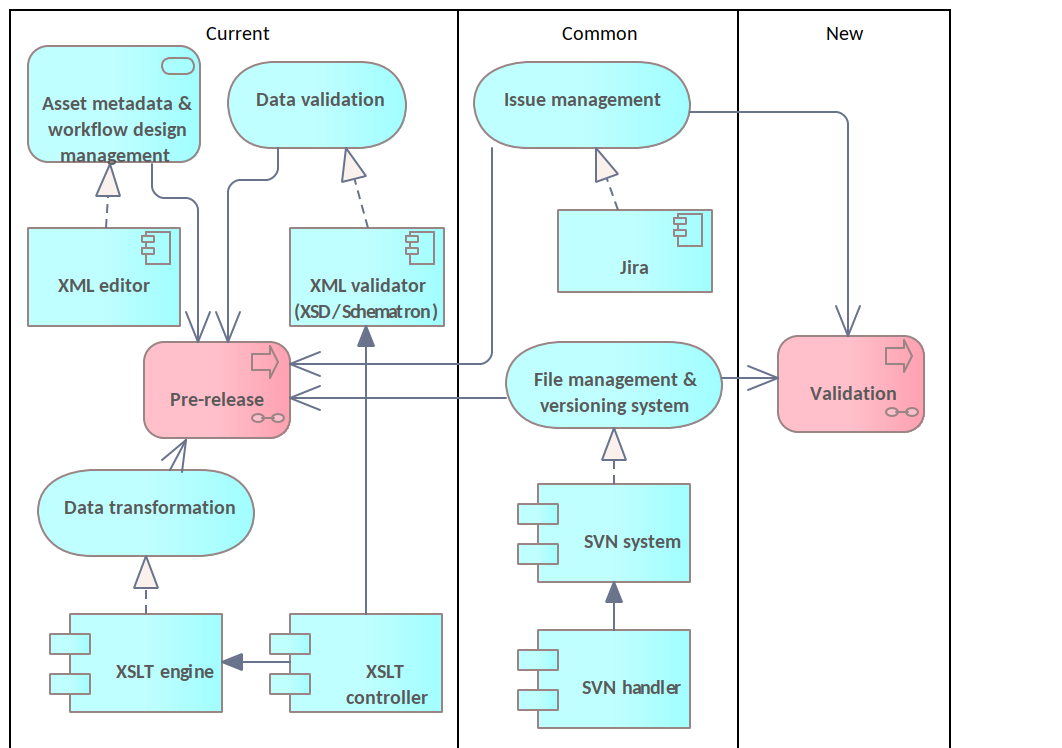 Current
Common
New
Asset metadata &
workflow design
management
Data validation
Issue management
XML editor
XML validator
(XSD/Schematron)
Jira
Pre-release
File management &
versioning system
Validation
Data transformation
SVN system
XSLT engine
XSLT
controller
SVN handler